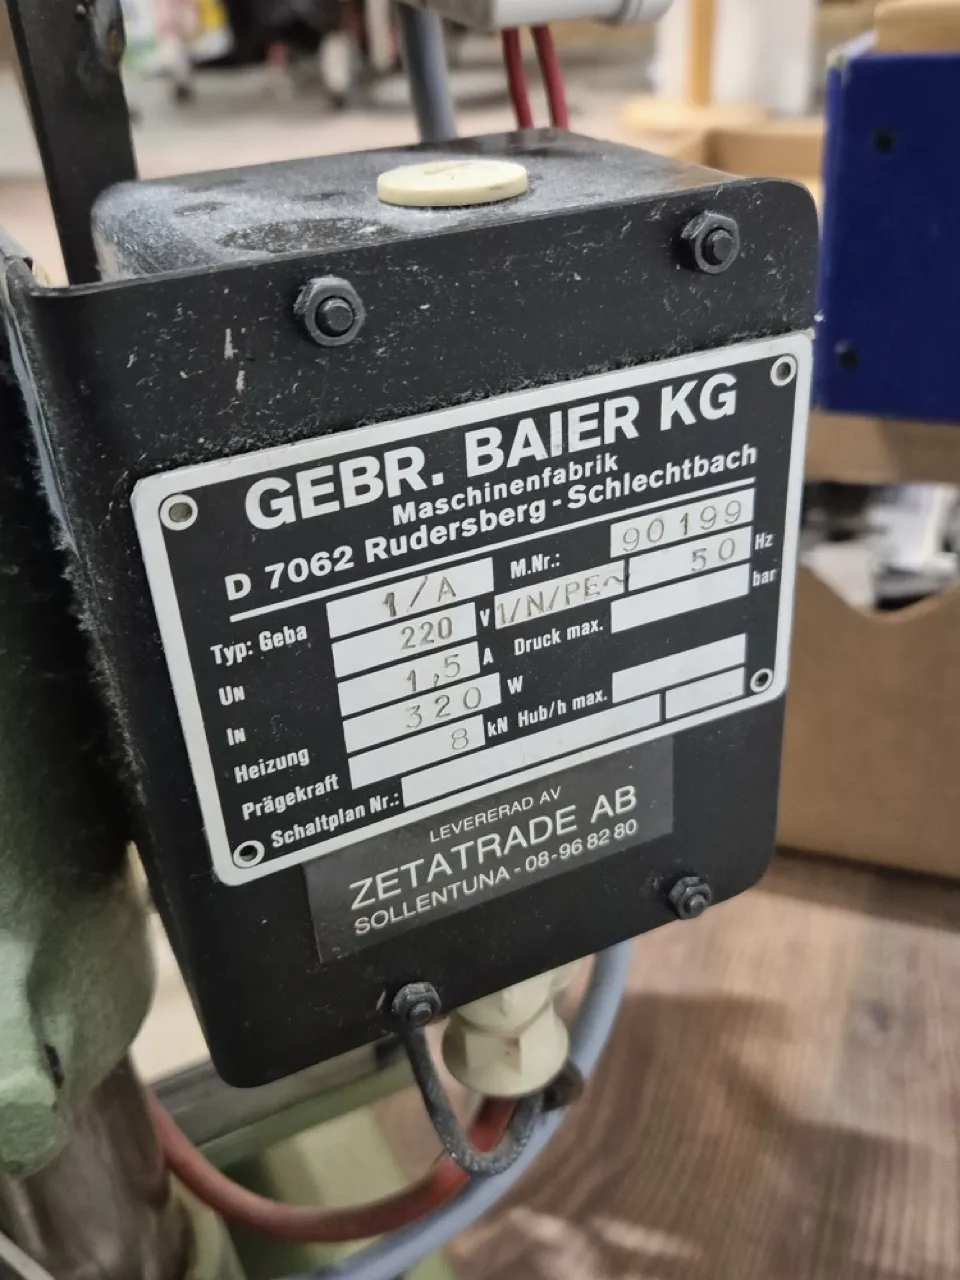 GEBR. BAIER KG
Maschinenfabrik
D 7062 Rudersberg - Schlechtbach
Typ: Geba 1/A M.Nr.: 90199
UN 220 V 1/N/PE~ 50 Hz
IN 1,5 A Druck max. bar
Heizung 320 W
Prägekraft 8 kN Hub/h max.
Schaltplan Nr.:
LEVERERAD AV
ZETATRADE AB
SOLLENTUNA - 08-96 82 80